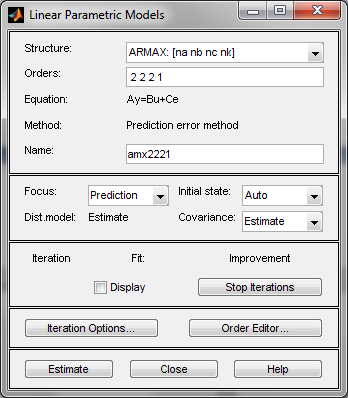 Linear Parametric Models
Structure: ARMAX: [na nb nc nk]
Orders: 2 2 2 1
Equation: Ay=Bu+Ce
Method: Prediction error method
Name: amx2221
Focus: Prediction Initial state: Auto
Dist.model: Estimate Covariance: Estimate
Iteration Fit: Improvement
Display Stop Iterations
Iteration Options... Order Editor...
Estimate Close Help